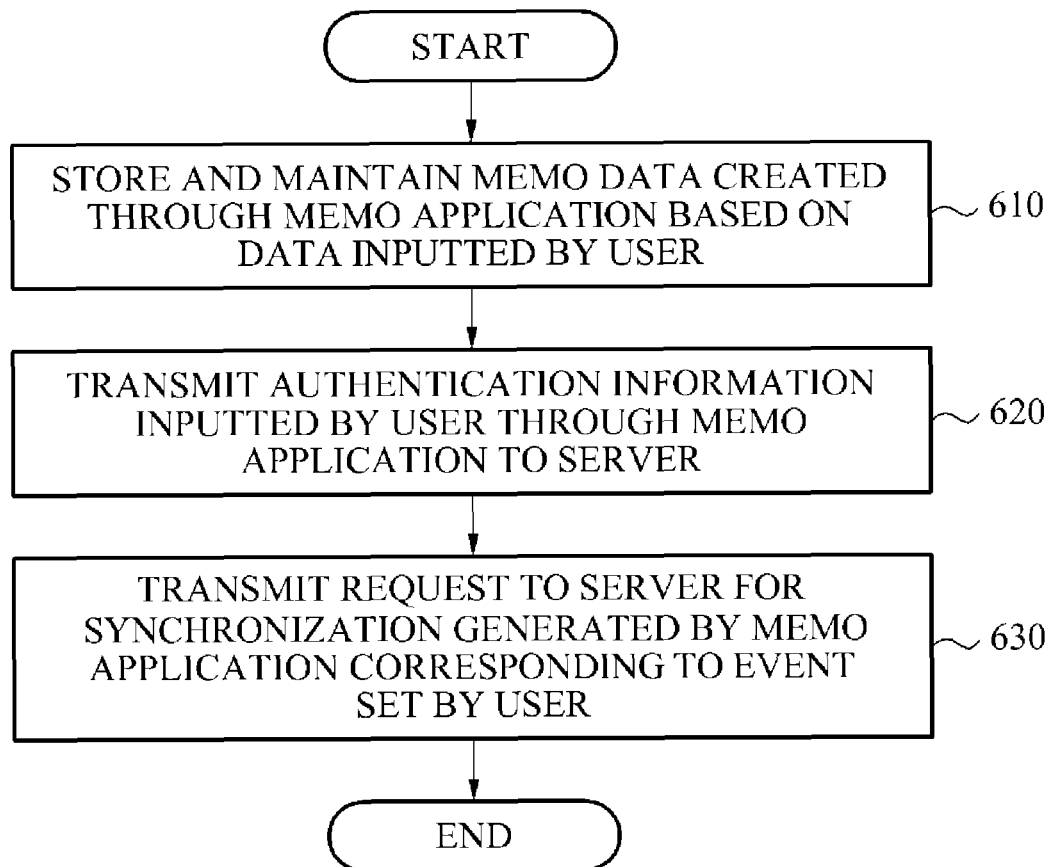 START
STORE AND MAINTAIN MEMO DATA CREATED
THROUGH MEMO APPLICATION BASED ON
DATA INPUTTED BY USER
610
TRANSMIT AUTHENTICATION INFORMATION
INPUTTED BY USER THROUGH MEMO
APPLICATION TO SERVER
620
TRANSMIT REQUEST TO SERVER FOR
SYNCHRONIZATION GENERATED BY MEMO
APPLICATION CORRESPONDING TO EVENT
SET BY USER
630
END